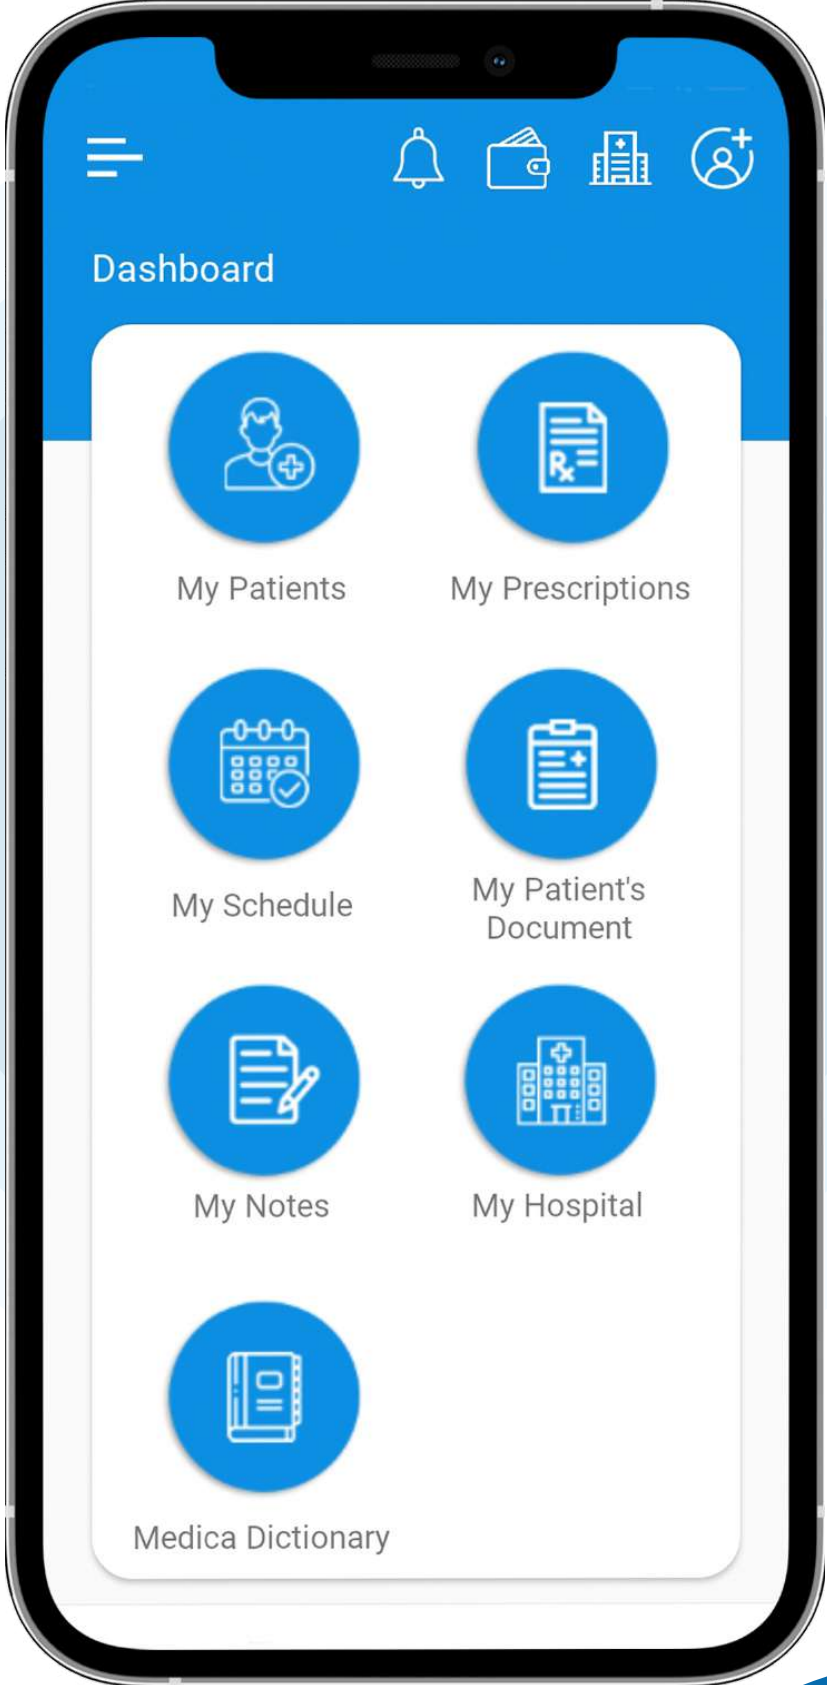 Dashboard
My Patients
My Prescriptions
My Schedule
My Patient's
Document
My Notes
My Hospital
Medica Dictionary